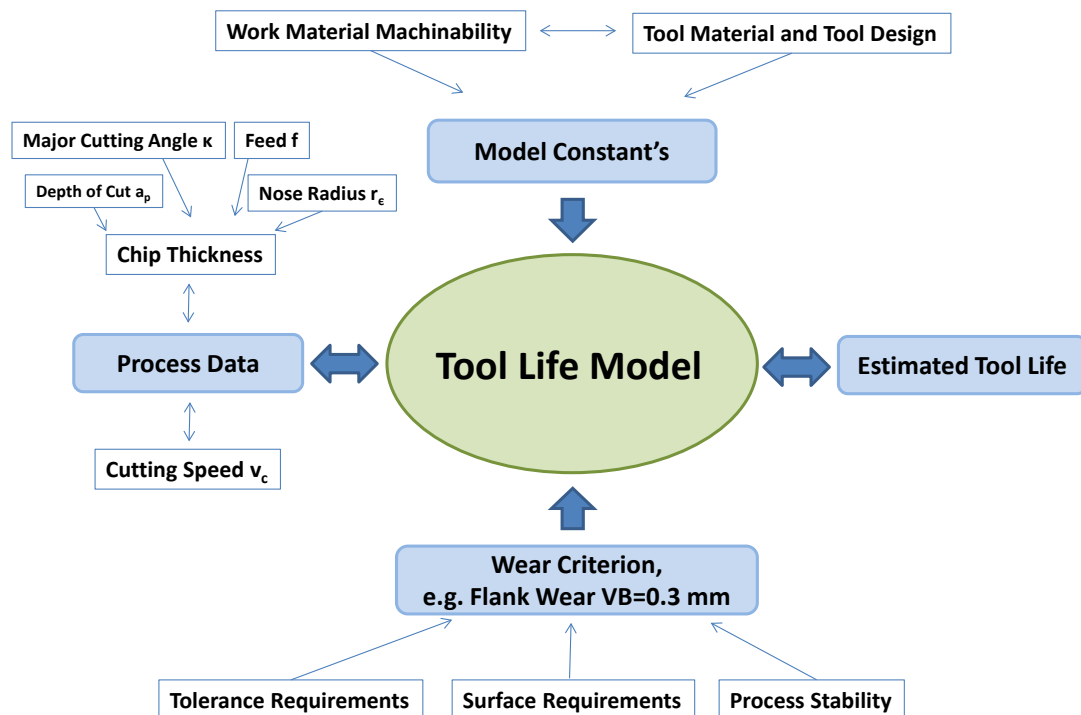 Work Material Machinability
Tool Material and Tool Design
Major Cutting Angle κ
Feed f
Model Constant's
Depth of Cut aₚ
Nose Radius r_ε
Chip Thickness
Process Data
Tool Life Model
Estimated Tool Life
Cutting Speed v_c
Wear Criterion,
e.g. Flank Wear VB=0.3 mm
Tolerance Requirements
Surface Requirements
Process Stability